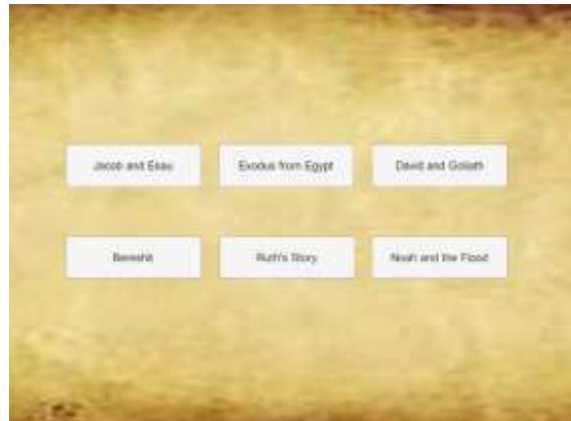 Jacob and Esau
Exodus from Egypt
David and Goliath
Bereshit
Ruth's Story
Noah and the Flood